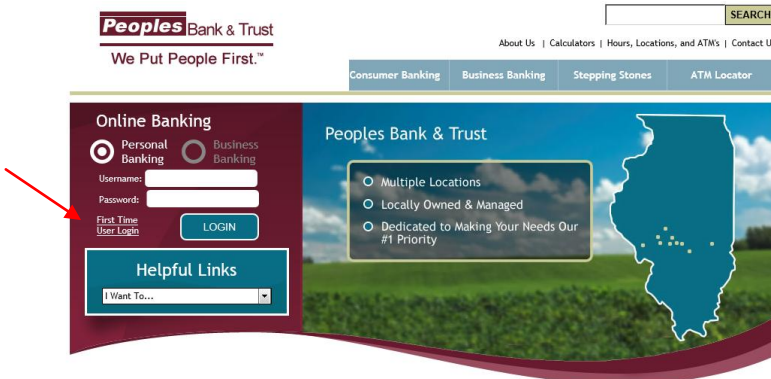 Peoples Bank & Trust
We Put People First.™
SEARCH
About Us | Calculators | Hours, Locations, and ATM's | Contact U
Consumer Banking Business Banking Stepping Stones ATM Locator
Online Banking
Personal Banking
Business Banking
Username:
Password:
First Time
User Login
LOGIN
Helpful Links
I Want To...
Peoples Bank & Trust
Multiple Locations
Locally Owned & Managed
Dedicated to Making Your Needs Our
#1 Priority